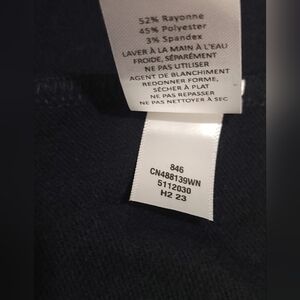 52% Rayonne
45% Polyester
3% Spandex
LAVER À LA MAIN À L'EAU
FROIDE, SÉPARÉMENT
NE PAS UTILISER
AGENT DE BLANCHIMENT
REDONNER FORME,
SÉCHER À PLAT
NE PAS REPASSER
NE PAS NETTOYER À SEC
846
CN488139WN
5112030
H2 23